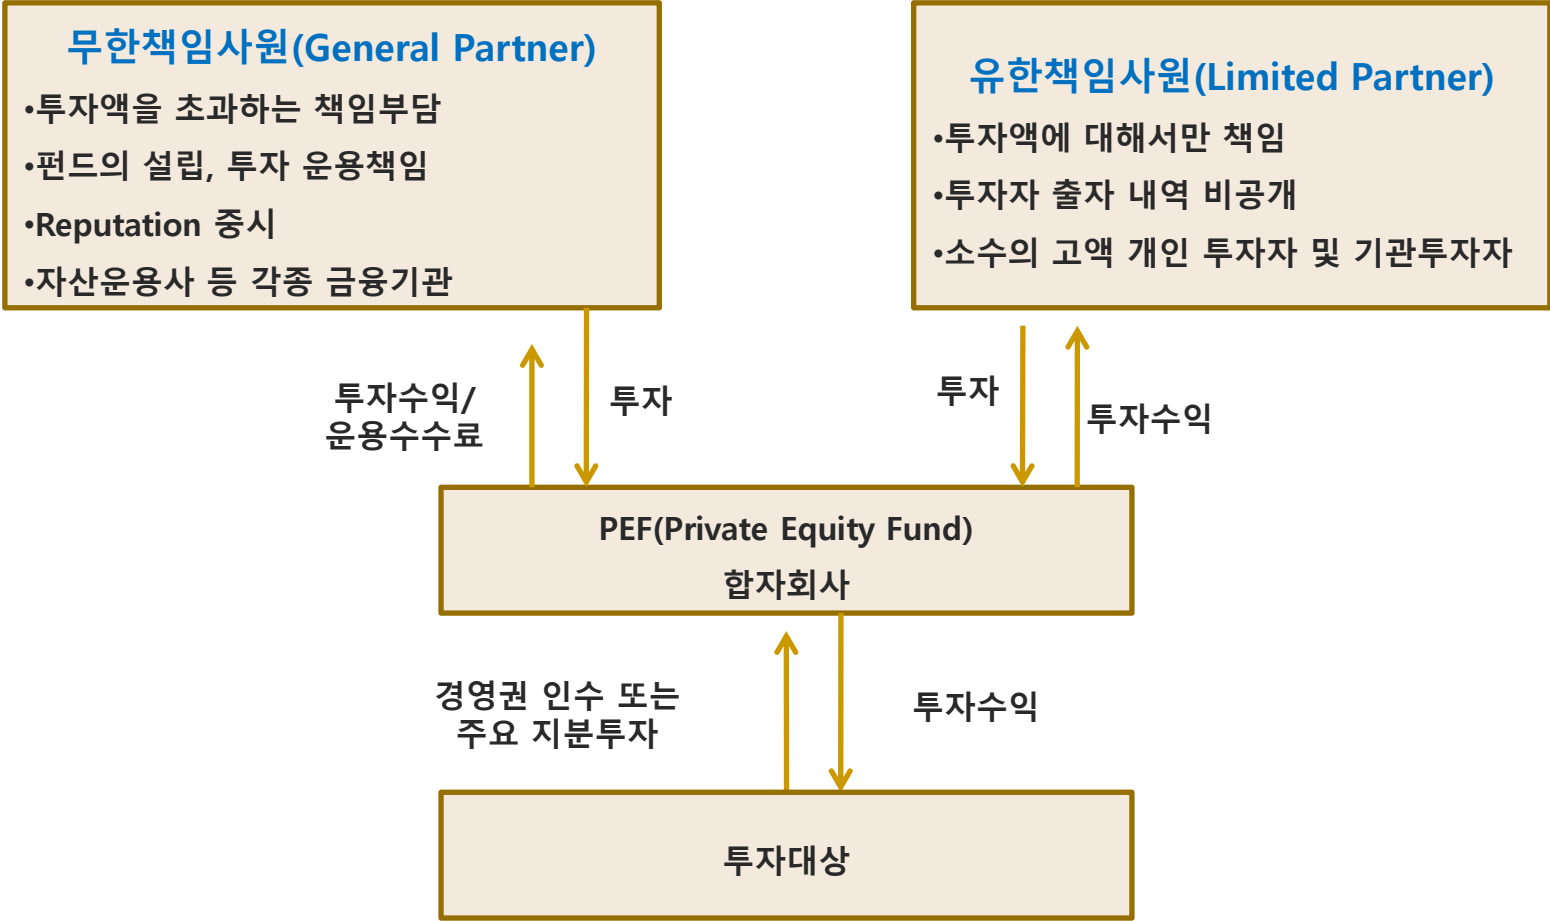 무한책임사원(General Partner)
•투자액을 초과하는 책임부담
•펀드의 설립, 투자 운용책임
•Reputation 중시
•자산운용사 등 각종 금융기관
유한책임사원(Limited Partner)
•투자액에 대해서만 책임
•투자자 출자 내역 비공개
•소수의 고액 개인 투자자 및 기관투자자
투자수익/
운용수수료
투자
투자
투자수익
PEF(Private Equity Fund)
합자회사
경영권 인수 또는
주요 지분투자
투자수익
투자대상